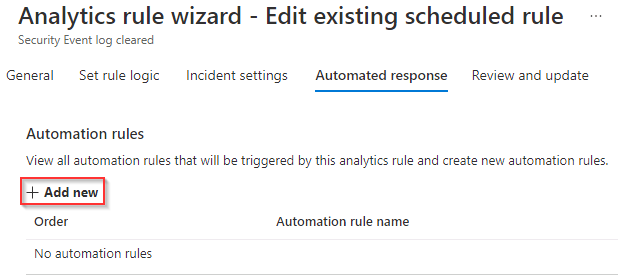 Analytics rule wizard - Edit existing scheduled rule ...
Security Event log cleared
General Set rule logic Incident settings Automated response Review and update
Automation rules
View all automation rules that will be triggered by this analytics rule and create new automation rules.
+ Add new
Order Automation rule name
No automation rules